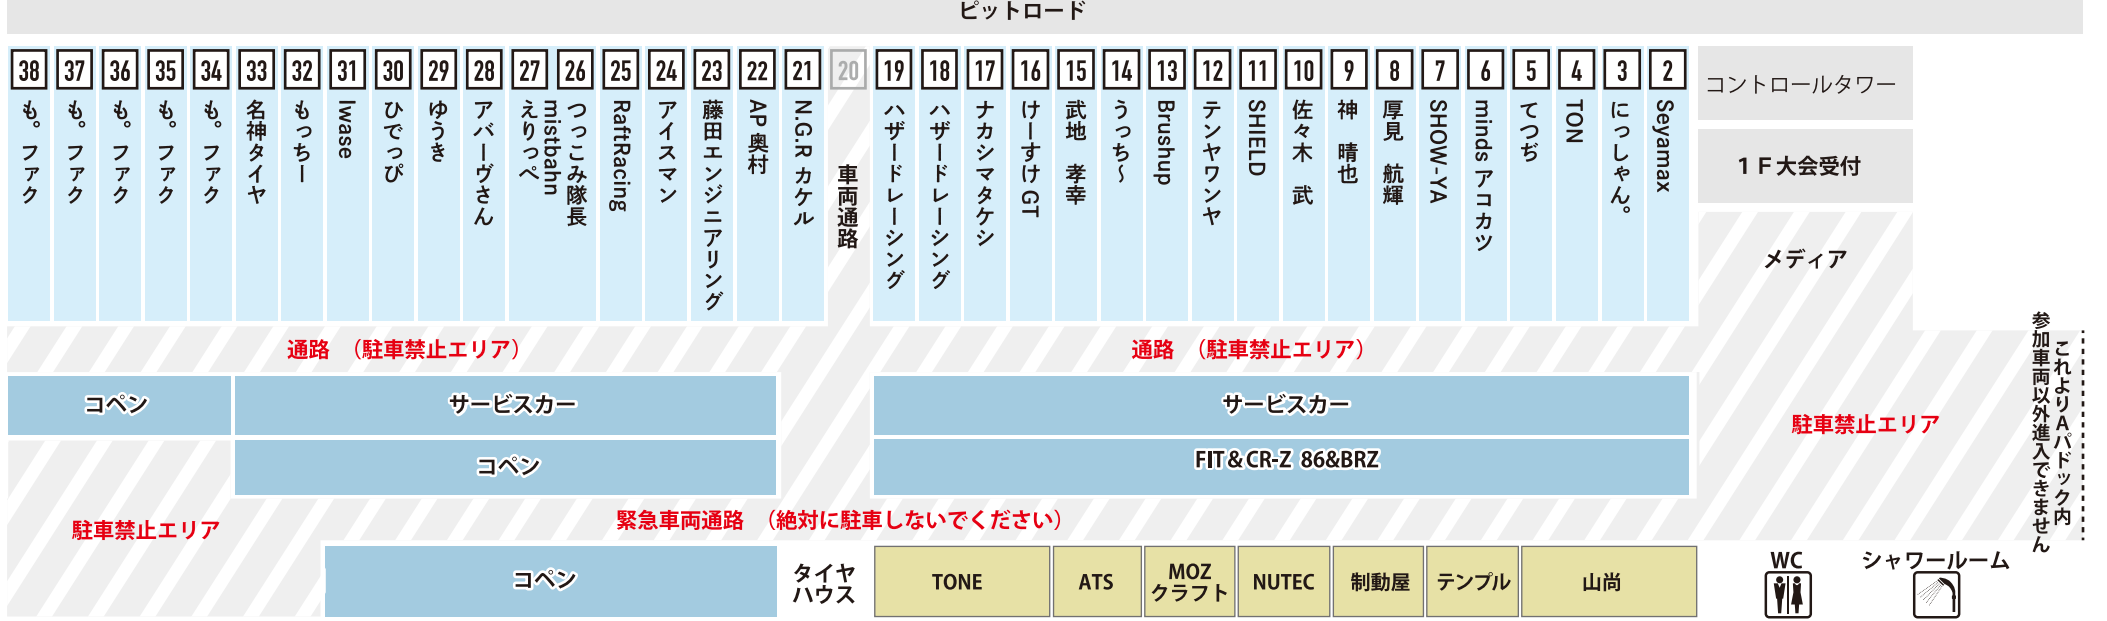 ピットロード
38
も。ファク
37
も。ファク
36
も。ファク
35
も。ファク
34
も。ファク
33
名神タイヤ
32
もっちー
31
Iwase
30
ひでっぴ
29
ゆうき
28
アバーヴさん
27
mistbahn
えりっぺ
26
つっこみ隊長
25
RaftRacing
24
アイスマン
23
藤田エンジニアリング
22
AP 奥村
21
N.G.R カケル
20
車両通路
19
ハザードレーシング
18
ハザードレーシング
17
ナカシマタケシ
16
けーすけ GT
15
武地　孝幸
14
うっち～
13
Brushup
12
テンヤワンヤ
11
SHIELD
10
佐々木　武
9
神　晴也
8
厚見　航輝
7
SHOW-YA
6
minds アコカツ
5
てつぢ
4
TON
3
にっしゃん。
2
Seyamax
コントロールタワー
１Ｆ大会受付
メディア
通路　（駐車禁止エリア）
通路　（駐車禁止エリア）
コペン
サービスカー
サービスカー
コペン
FIT＆CR-Z 86&BRZ
駐車禁止エリア
これよりAパドック内
参加車両以外進入できません
駐車禁止エリア
緊急車両通路　（絶対に駐車しないでください）
コペン
タイヤ
ハウス
TONE
ATS
MOZ
クラフト
NUTEC
制動屋
テンプル
山尚
WC
シャワールーム